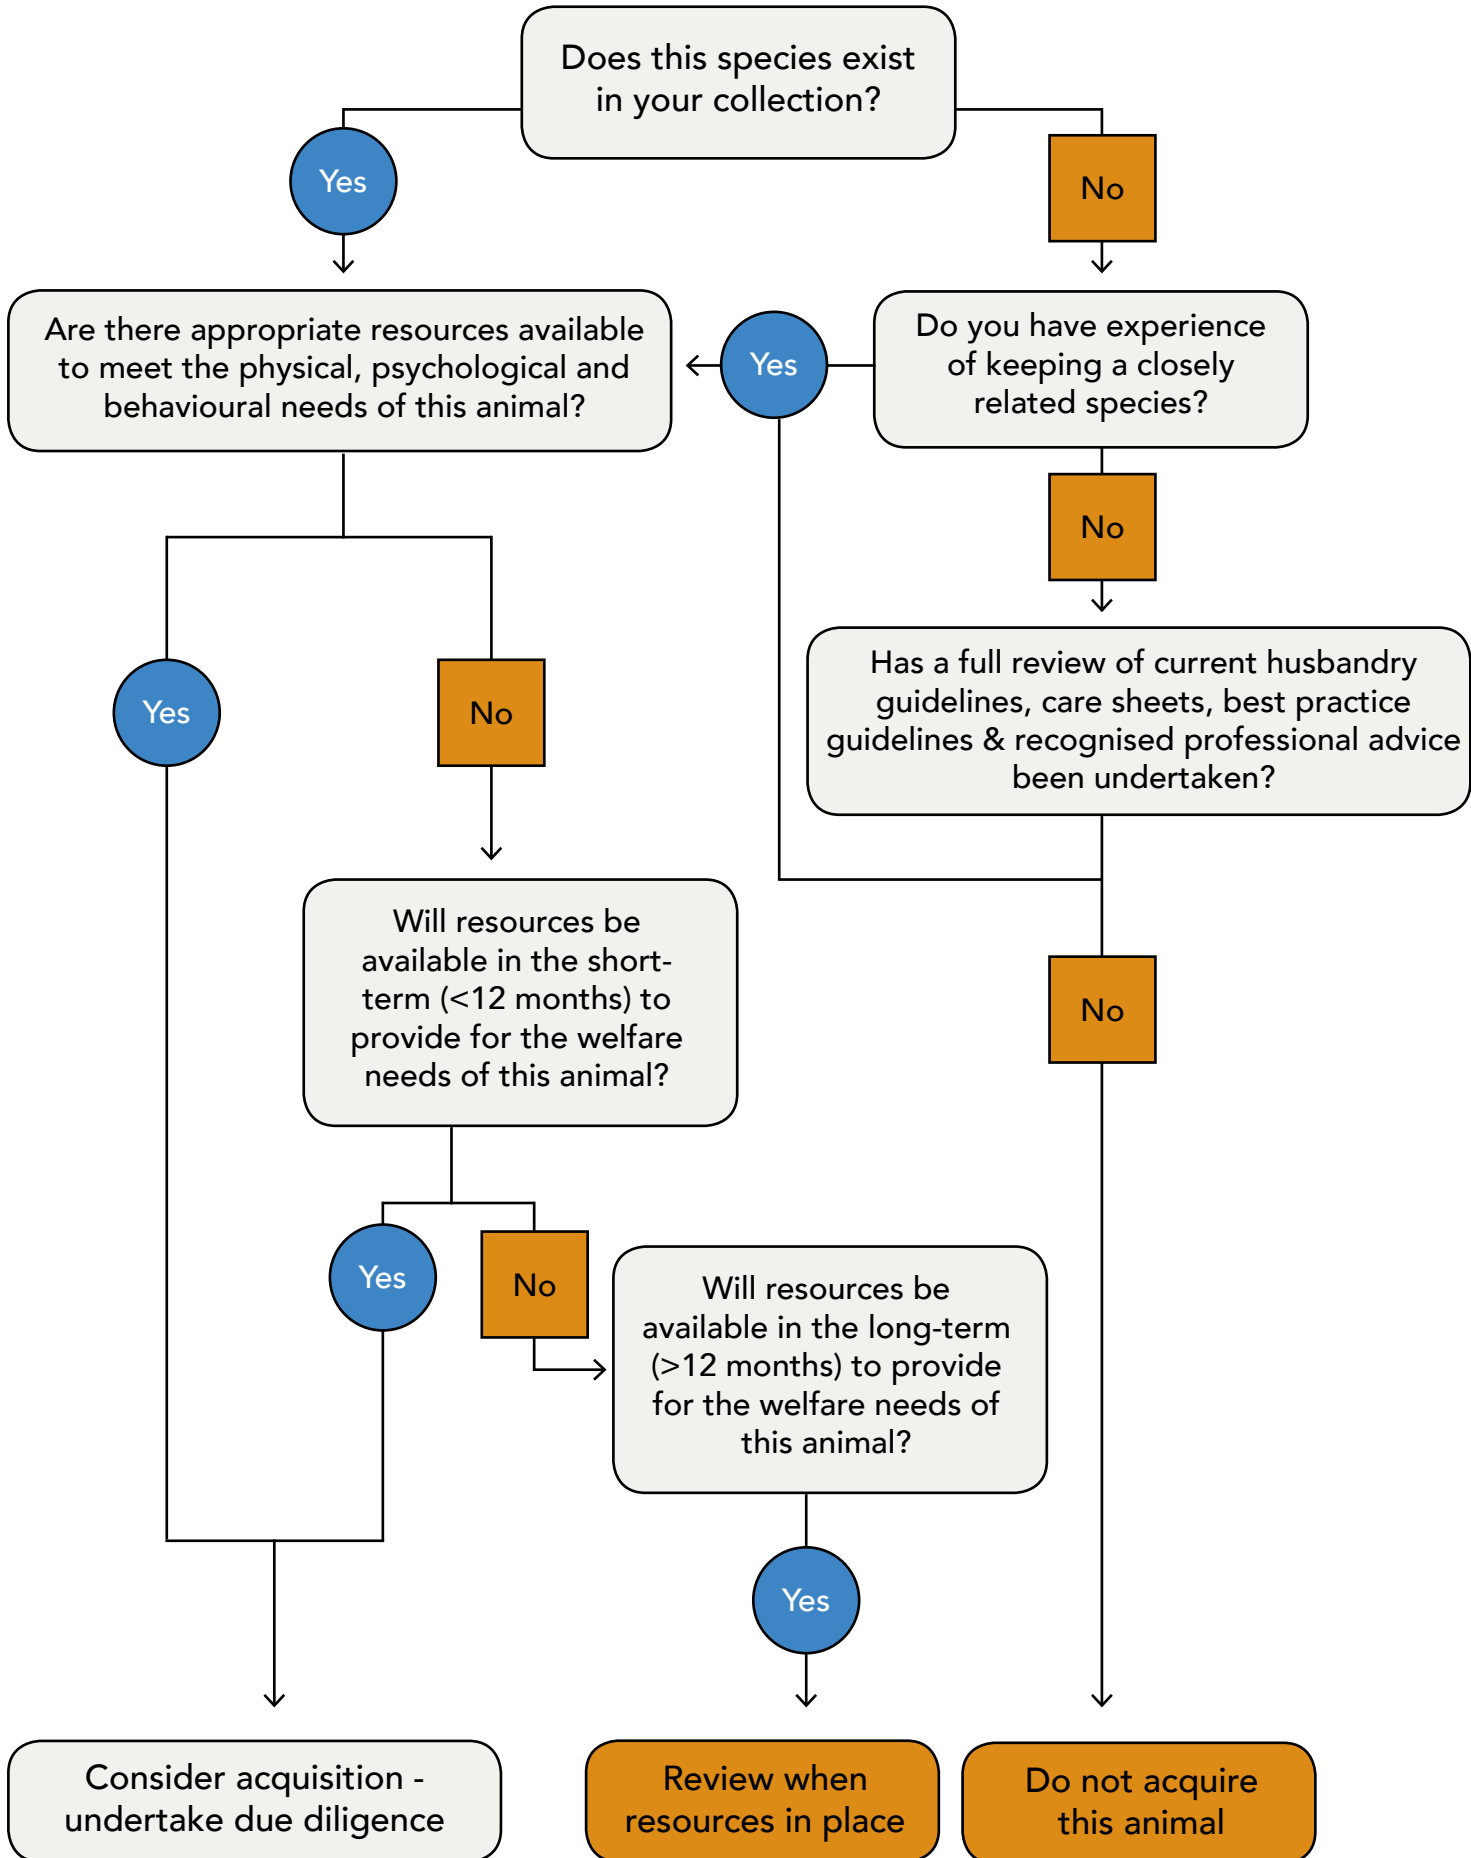 Does this species exist
in your collection?
Yes
No
Are there appropriate resources available
to meet the physical, psychological and
behavioural needs of this animal?
Yes
Do you have experience
of keeping a closely
related species?
No
Has a full review of current husbandry
guidelines, care sheets, best practice
guidelines & recognised professional advice
been undertaken?
Yes
No
Will resources be
available in the short-
term (<12 months) to
provide for the welfare
needs of this animal?
No
Yes
No
Will resources be
available in the long-term
(>12 months) to provide
for the welfare needs of
this animal?
Yes
Consider acquisition -
undertake due diligence
Review when
resources in place
Do not acquire
this animal